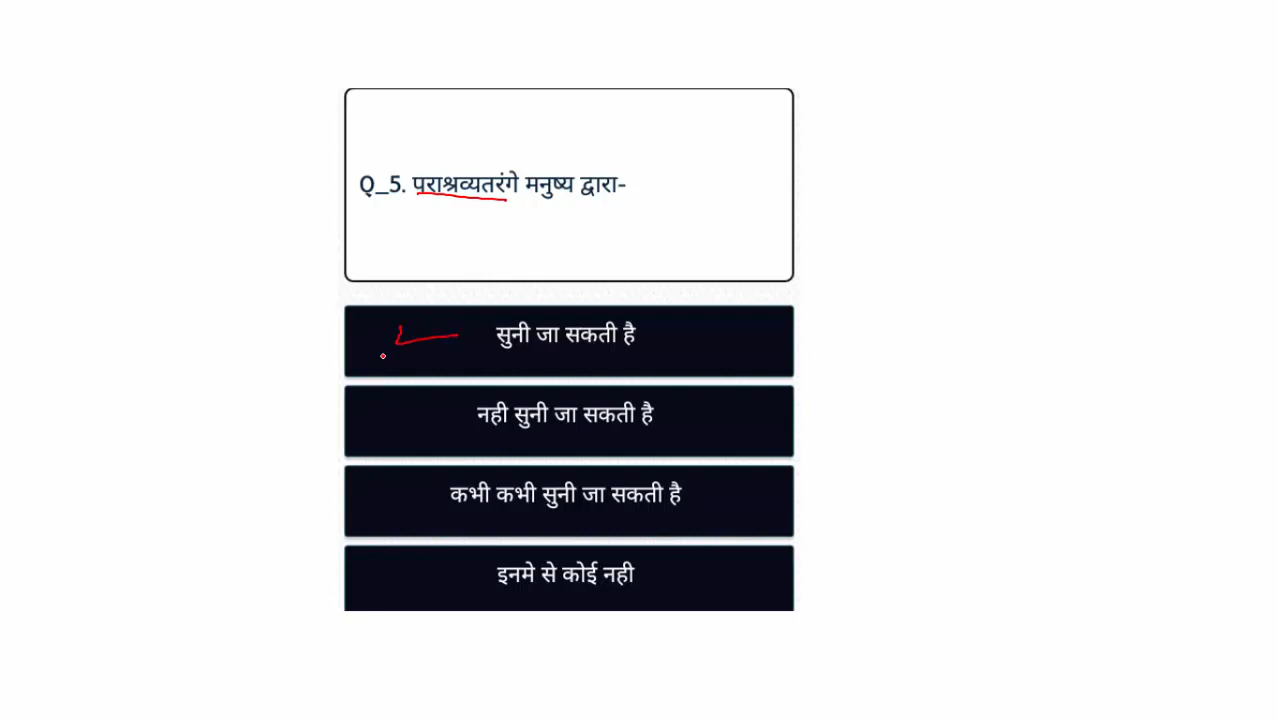 Q_5. पराश्रव्यतरंगे मनुष्य द्वारा-
सुनी जा सकती है
नही सुनी जा सकती है
कभी कभी सुनी जा सकती है
इनमे से कोई नही